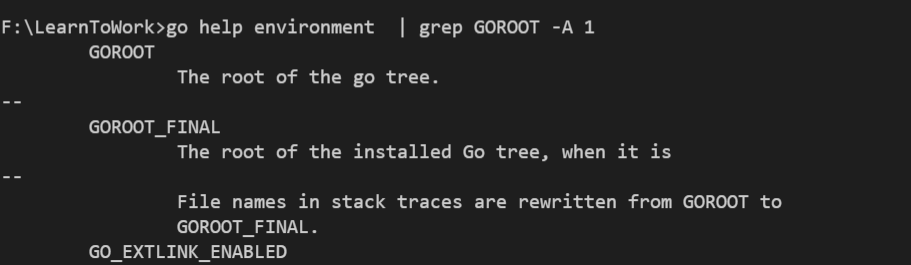 F:\LearnToWork>go help environment  | grep GOROOT -A 1
        GOROOT
                The root of the go tree.
--
        GOROOT_FINAL
                The root of the installed Go tree, when it is
--
                File names in stack traces are rewritten from GOROOT to
                GOROOT_FINAL.
        GO_EXTLINK_ENABLED